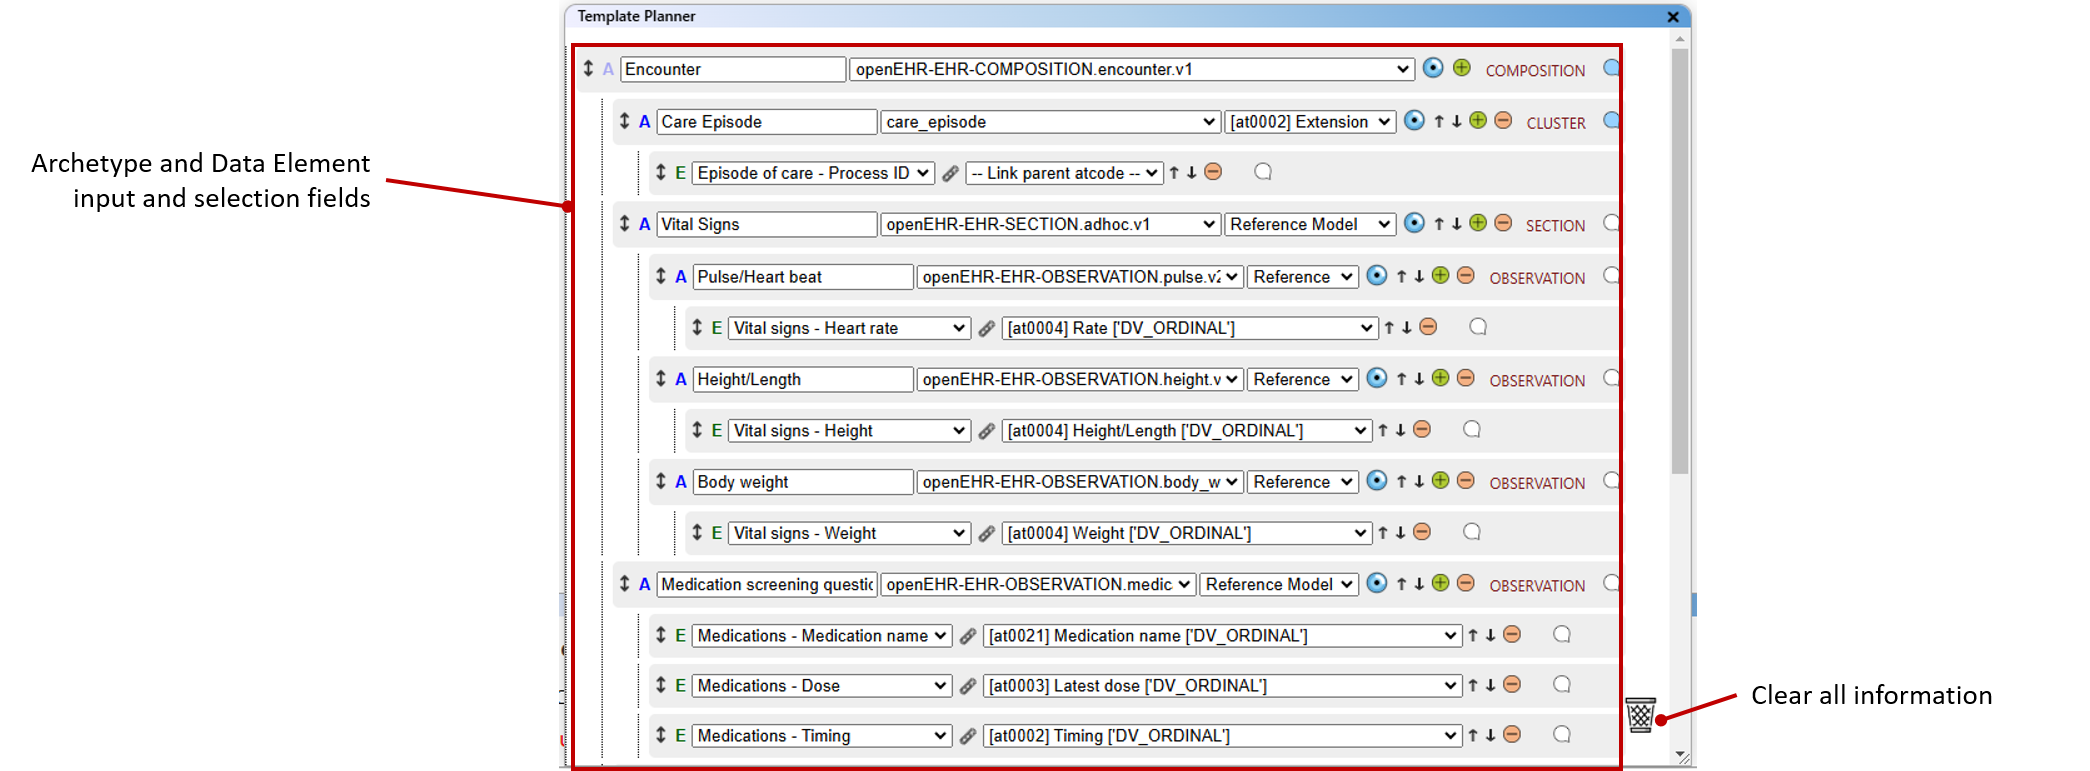 Template Planner
A Encounter openEHR-EHR-COMPOSITION.encounter.v1 COMPOSITION
A Care Episode care_episode [at0002] Extension CLUSTER
Archetype and Data Element
input and selection fields
E Episode of care - Process ID -- Link parent atcode --
A Vital Signs openEHR-EHR-SECTION.adhoc.v1 Reference Model SECTION
A Pulse/Heart beat openEHR-EHR-OBSERVATION.pulse.v2 Reference OBSERVATION
E Vital signs - Heart rate [at0004] Rate ['DV_ORDINAL']
A Height/Length openEHR-EHR-OBSERVATION.height.v Reference OBSERVATION
E Vital signs - Height [at0004] Height/Length ['DV_ORDINAL']
A Body weight openEHR-EHR-OBSERVATION.body_w Reference OBSERVATION
E Vital signs - Weight [at0004] Weight ['DV_ORDINAL']
A Medication screening questic openEHR-EHR-OBSERVATION.medic Reference Model OBSERVATION
E Medications - Medication name [at0021] Medication name ['DV_ORDINAL']
E Medications - Dose [at0003] Latest dose ['DV_ORDINAL']
Clear all information
E Medications - Timing [at0002] Timing ['DV_ORDINAL']